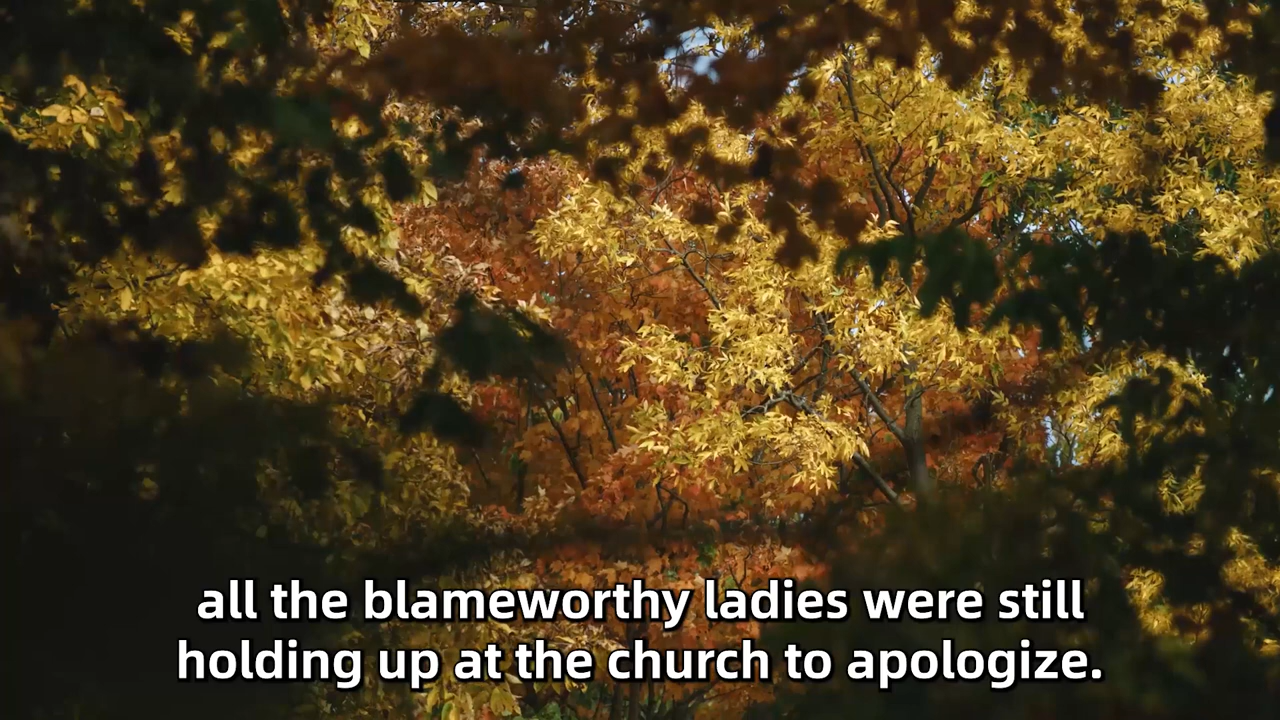 all the blameworthy ladies were still
holding up at the church to apologize.